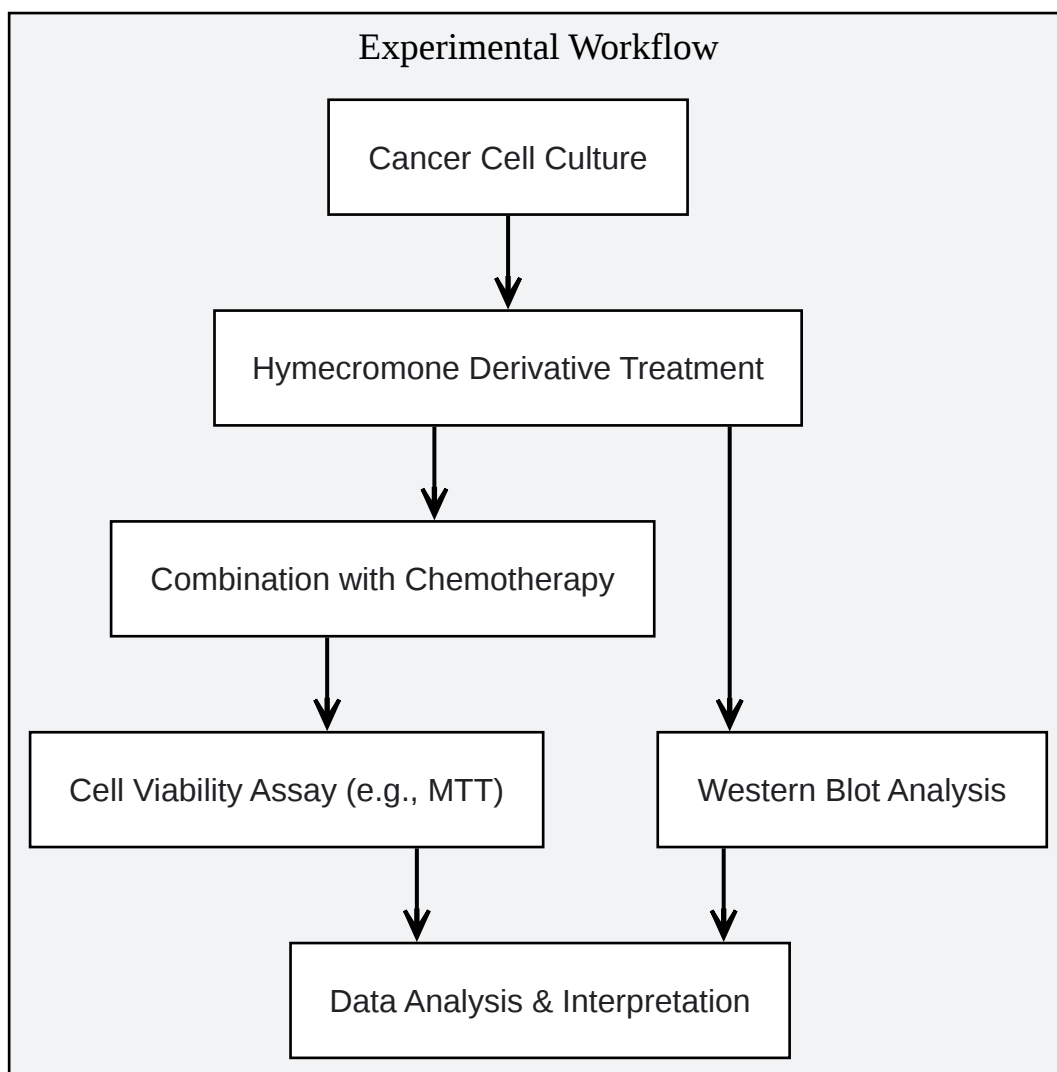 Experimental Workflow
Cancer Cell Culture
Hymecromone Derivative Treatment
Combination with Chemotherapy
Cell Viability Assay (e.g., MTT)
Western Blot Analysis
Data Analysis & Interpretation